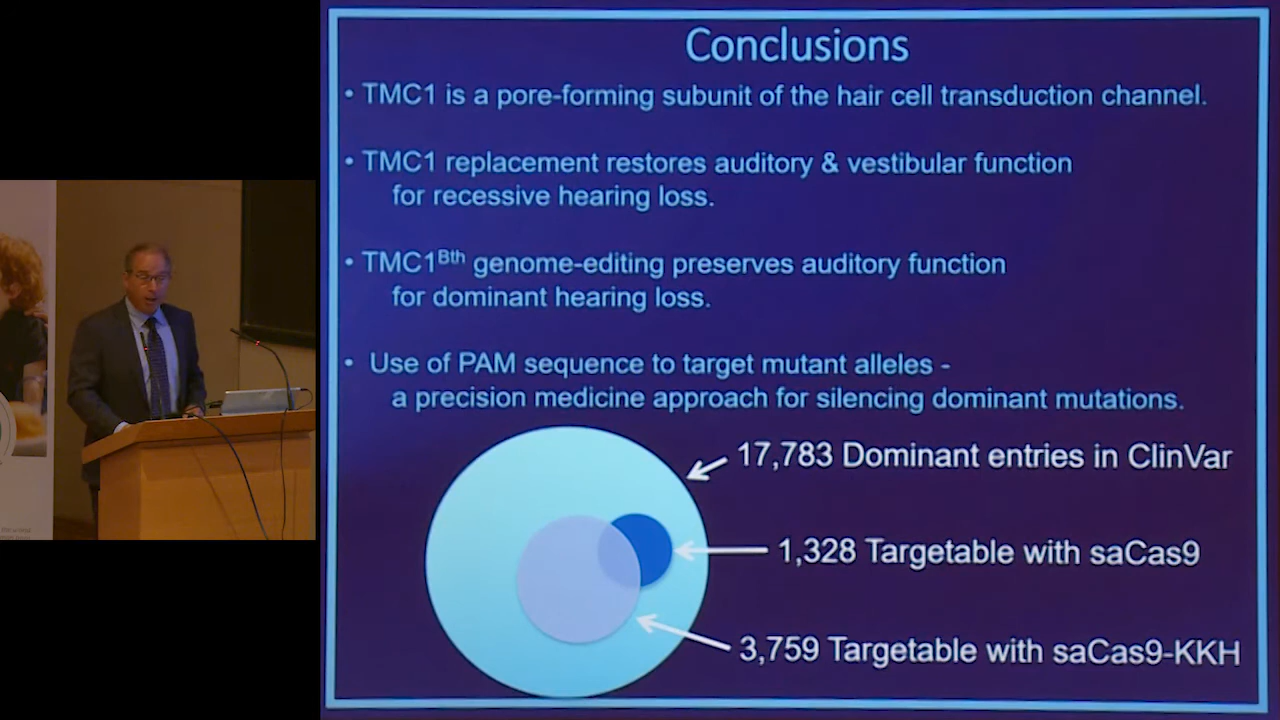 Conclusions
• TMC1 is a pore-forming subunit of the hair cell transduction channel.
• TMC1 replacement restores auditory & vestibular function
for recessive hearing loss.
• TMC1Bth genome-editing preserves auditory function
for dominant hearing loss.
• Use of PAM sequence to target mutant alleles -
a precision medicine approach for silencing dominant mutations.
17,783 Dominant entries in ClinVar
1,328 Targetable with saCas9
3,759 Targetable with saCas9-KKH